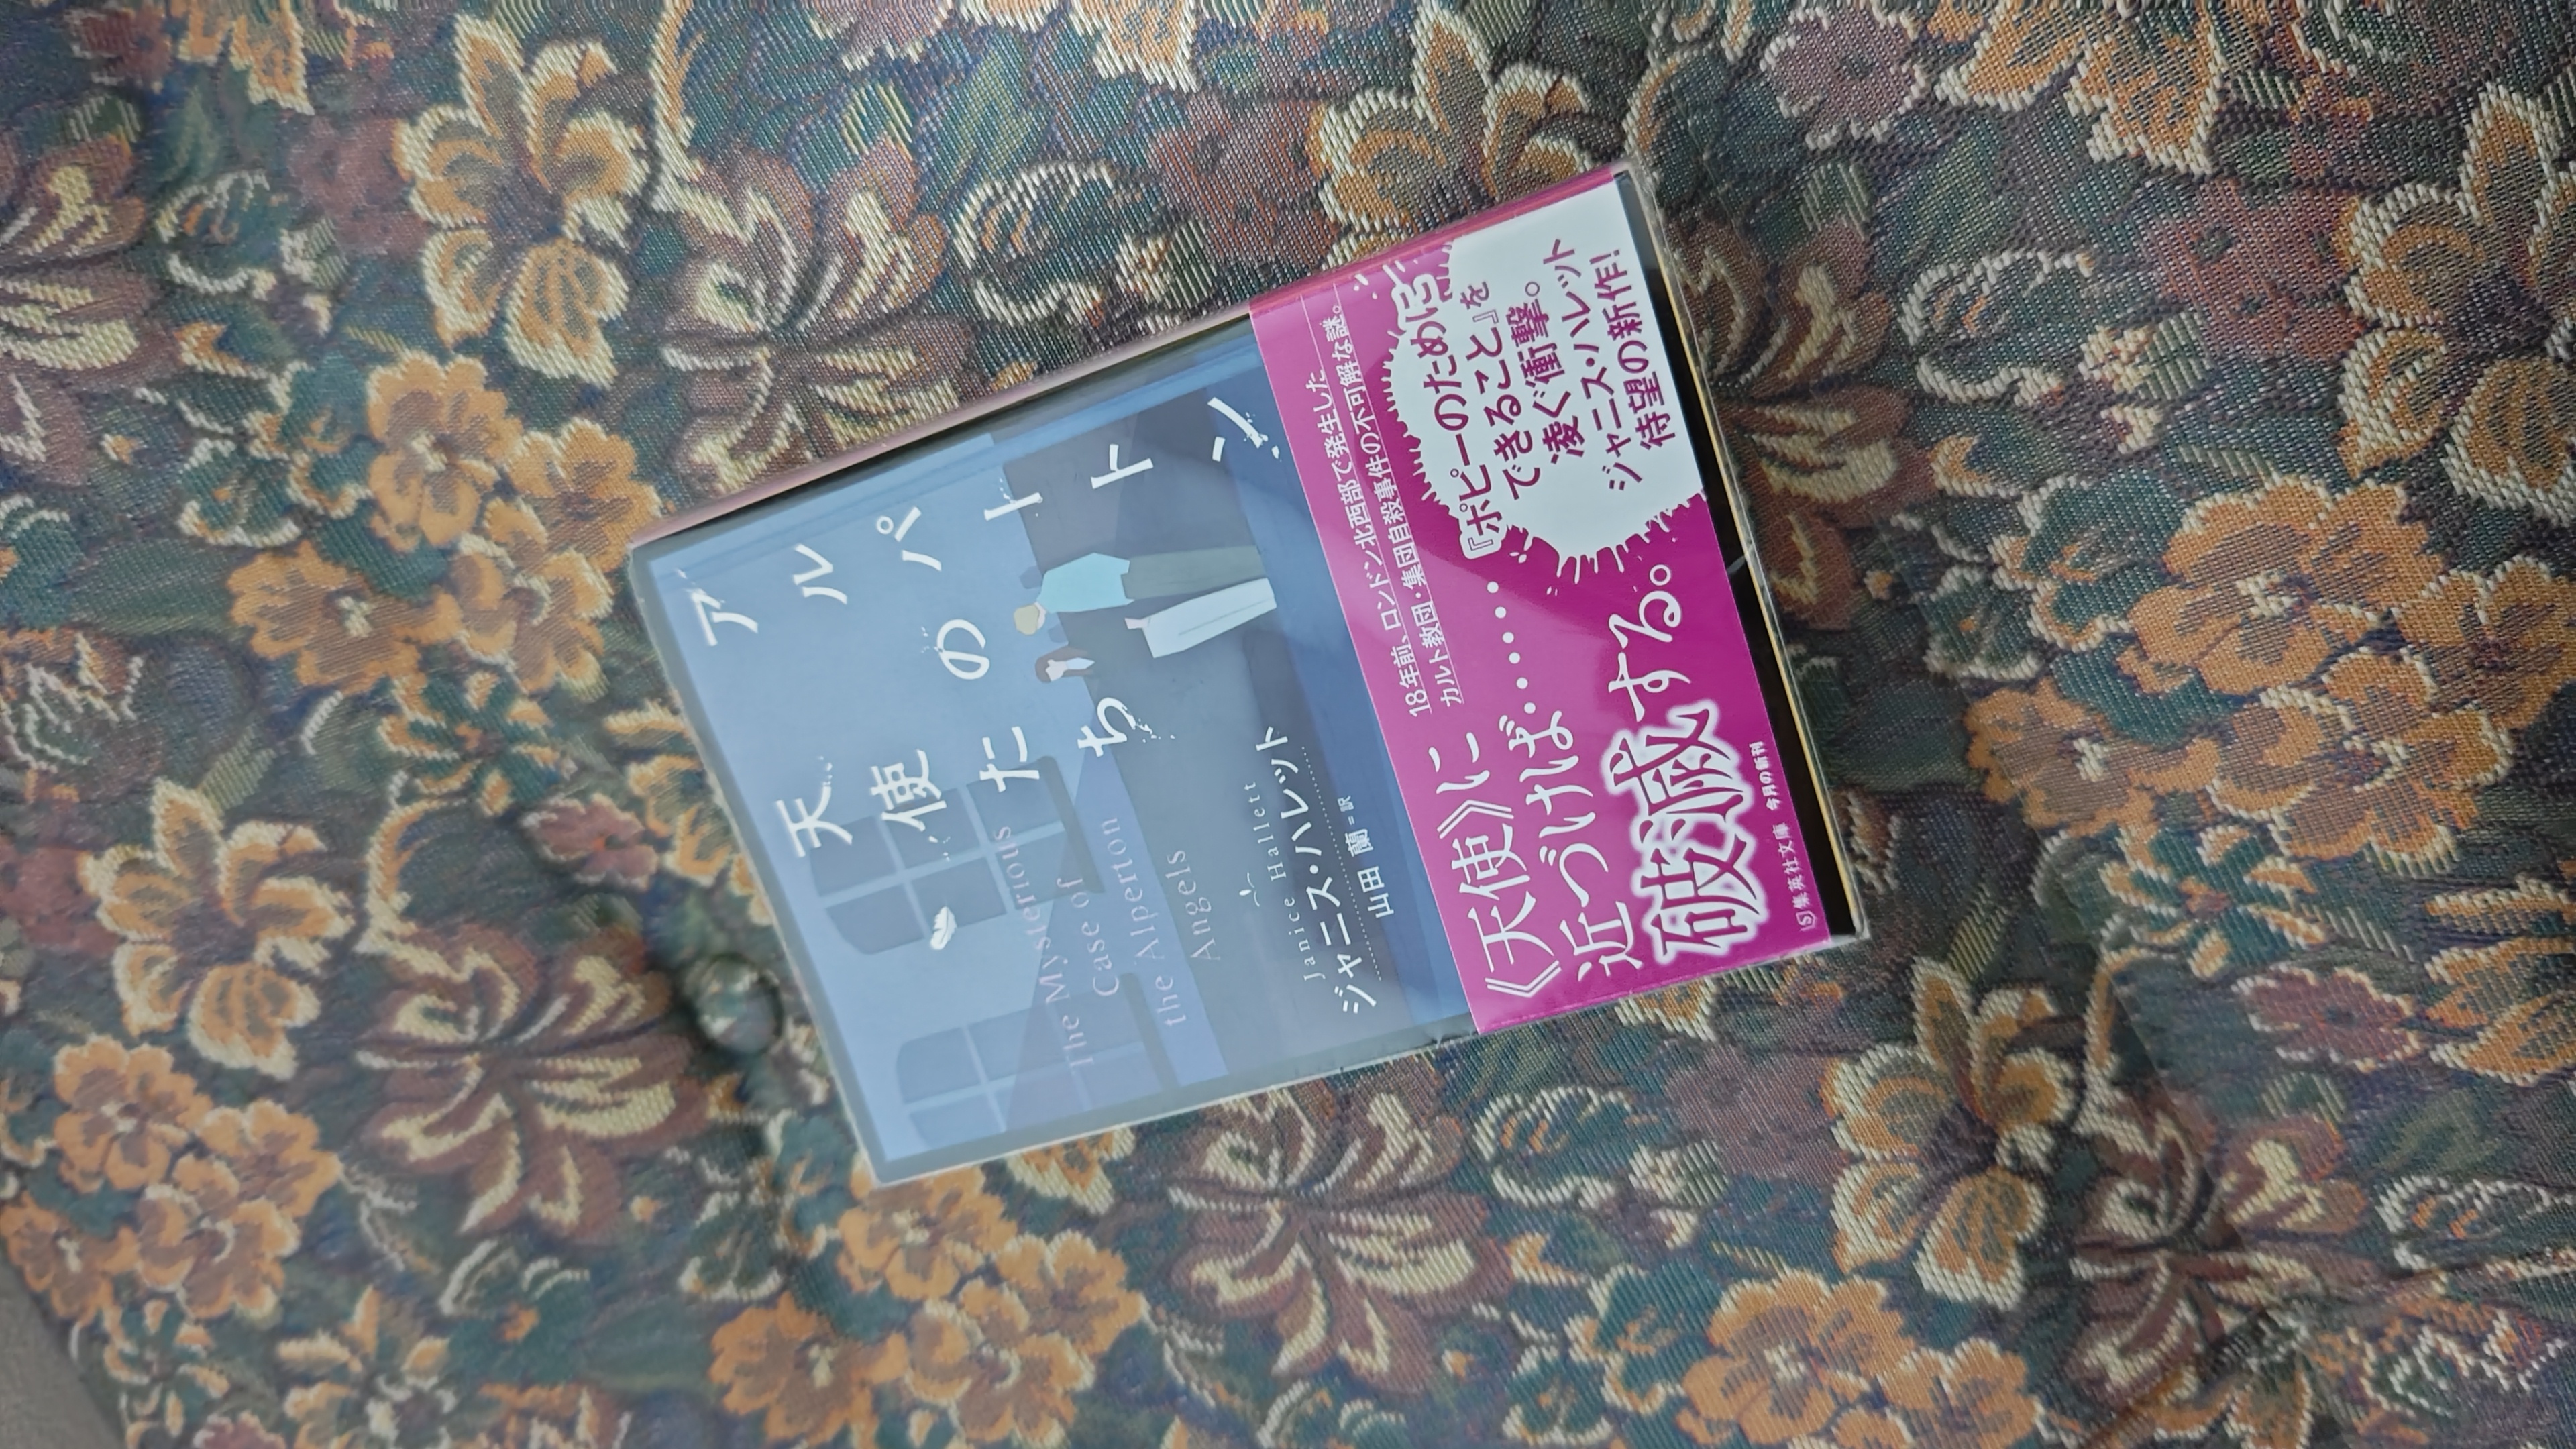 アルパートン
の
天使たち
The Mysterious
Case of
the Alperton
Angels
Janice Hallett
ジャニス・ハレット
山田 蘭=訳
18年前、ロンドン北西部で発生した
カルト教団・集団自殺事件の不可解な謎。
《天使》に
近づけば……
破滅する。
『ポピーのために
できること』を
凌ぐ衝撃。
ジャニス・ハレット
待望の新作!
S 集英社文庫 今月の新刊